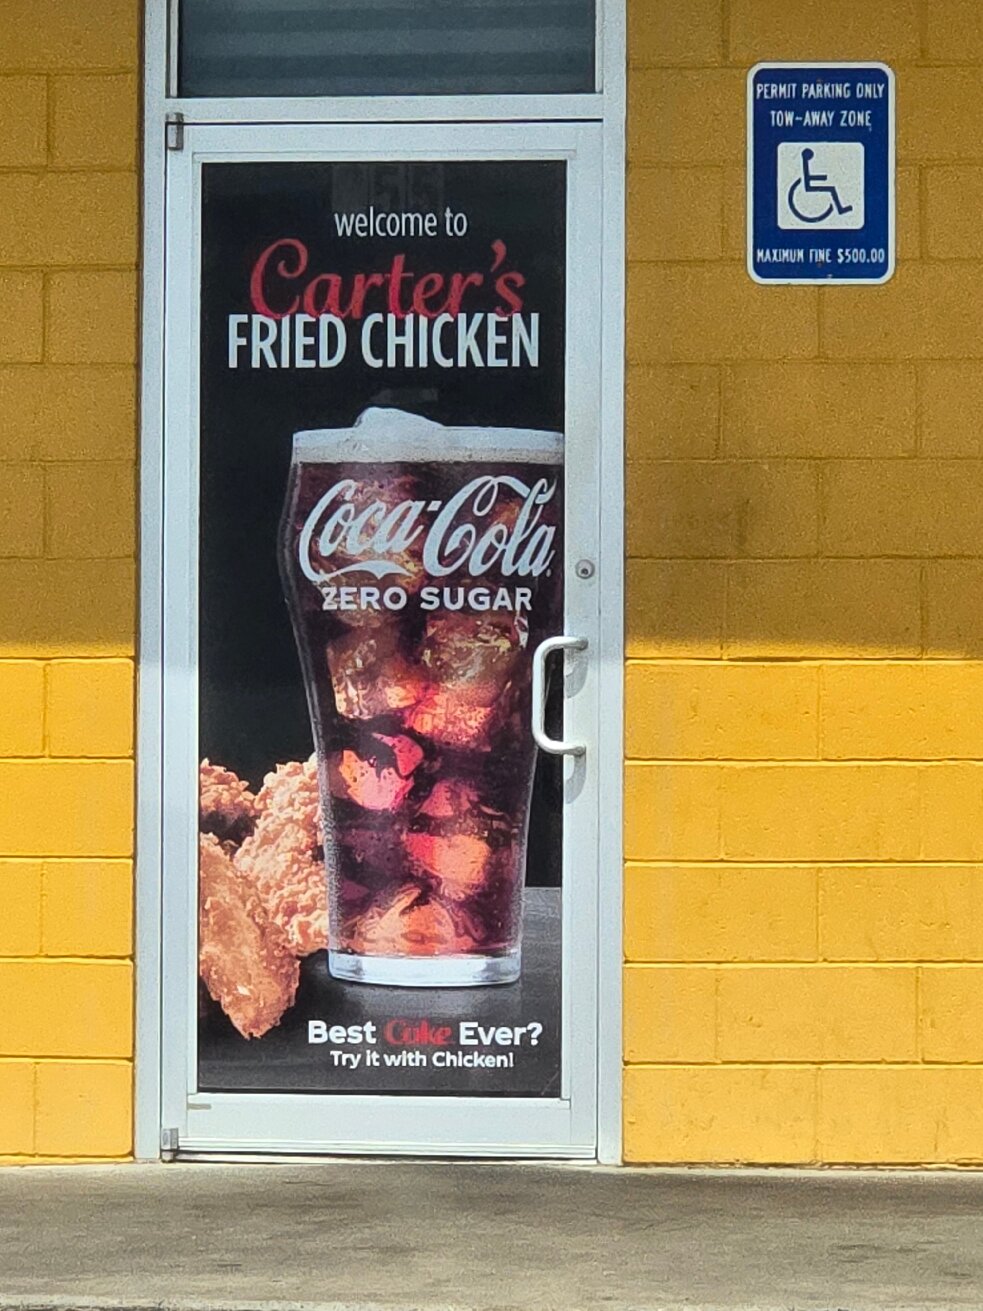 welcome to
Carter's
FRIED CHICKEN
Coca-Cola
ZERO SUGAR
Best Coke Ever?
Try it with Chicken!
PERMIT PARKING ONLY
TOW-AWAY ZONE
MAXIMUM FINE $500.00